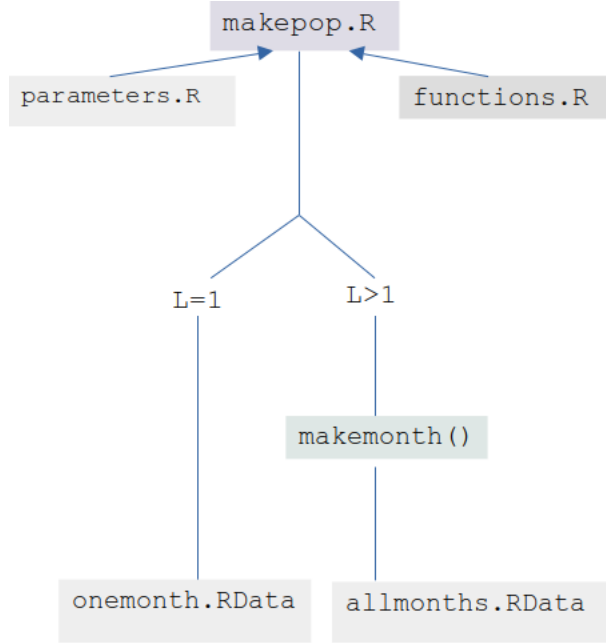 makepop.R
parameters.R
functions.R
L=1
L>1
makemonth()
onemonth.RData
allmonths.RData